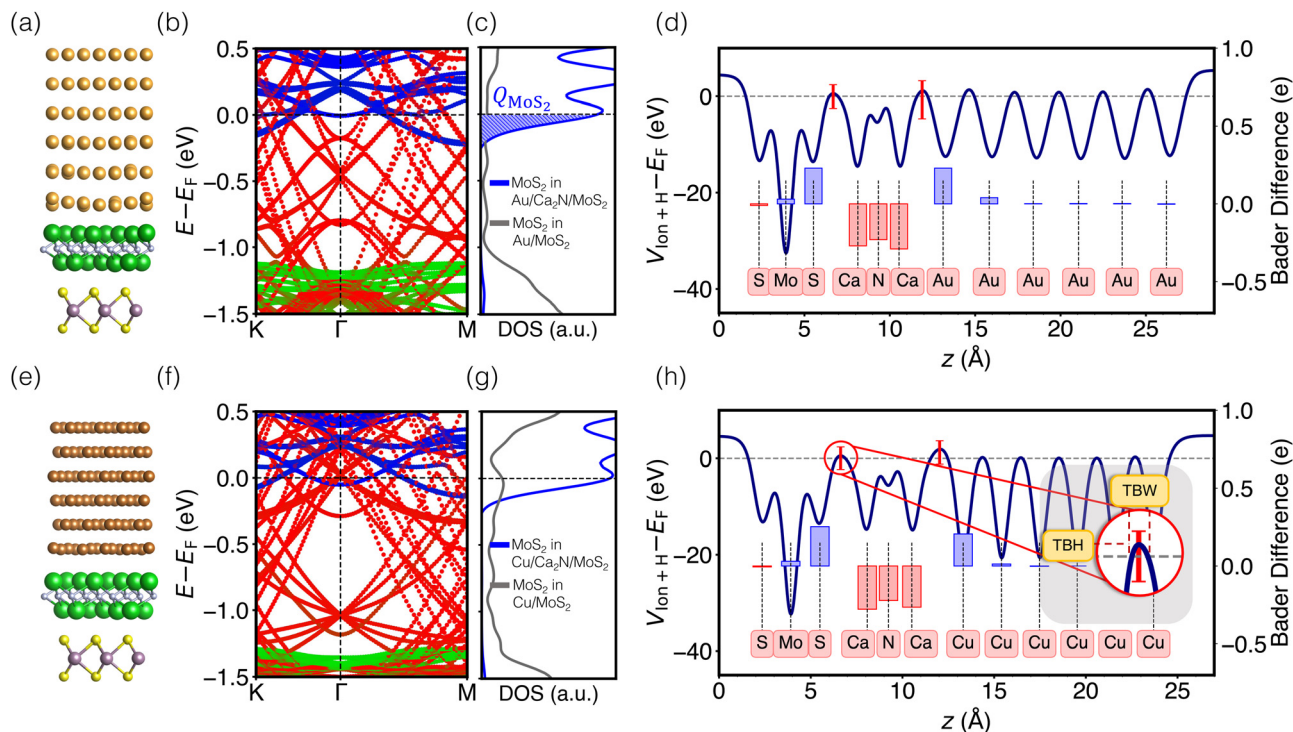 (a)
(b)
(c)
(d)
0.5
0.0
−0.5
−1.0
−1.5
E−E_F (eV)
K
Γ
M
Q_MoS₂
MoS₂ in
Au/Ca₂N/MoS₂
MoS₂ in
Au/MoS₂
DOS (a.u.)
0
−20
−40
V_Ion + H−E_F (eV)
1.0
0.5
0.0
−0.5
Bader Difference (e)
S
Mo
S
Ca
N
Ca
Au
Au
Au
Au
Au
Au
0
5
10
15
20
25
z (Å)
(e)
(f)
(g)
(h)
0.5
0.0
−0.5
−1.0
−1.5
E−E_F (eV)
K
Γ
M
MoS₂ in
Cu/Ca₂N/MoS₂
MoS₂ in
Cu/MoS₂
DOS (a.u.)
0
−20
−40
V_Ion + H−E_F (eV)
1.0
0.5
0.0
−0.5
Bader Difference (e)
TBW
TBH
S
Mo
S
Ca
N
Ca
Cu
Cu
Cu
Cu
Cu
Cu
0
5
10
15
20
25
z (Å)